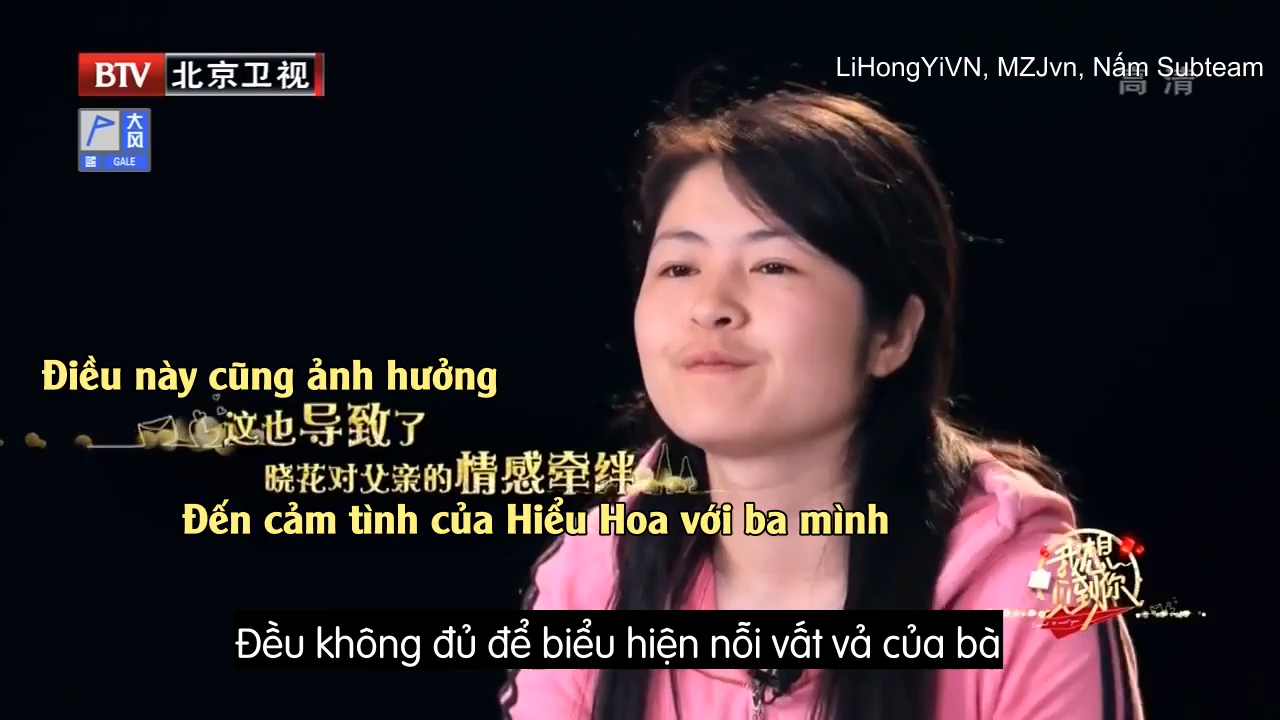 BTV 北京卫视
LiHongYiVN, MZJvn, Nấm Subteam
高清
大风
蓝 GALE
Điều này cũng ảnh hưởng
这也导致了
晓花对父亲的情感牵绊
Đến cảm tình của Hiểu Hoa với ba mình
我想
见到你
Đều không đủ để biểu hiện nỗi vất vả của bà